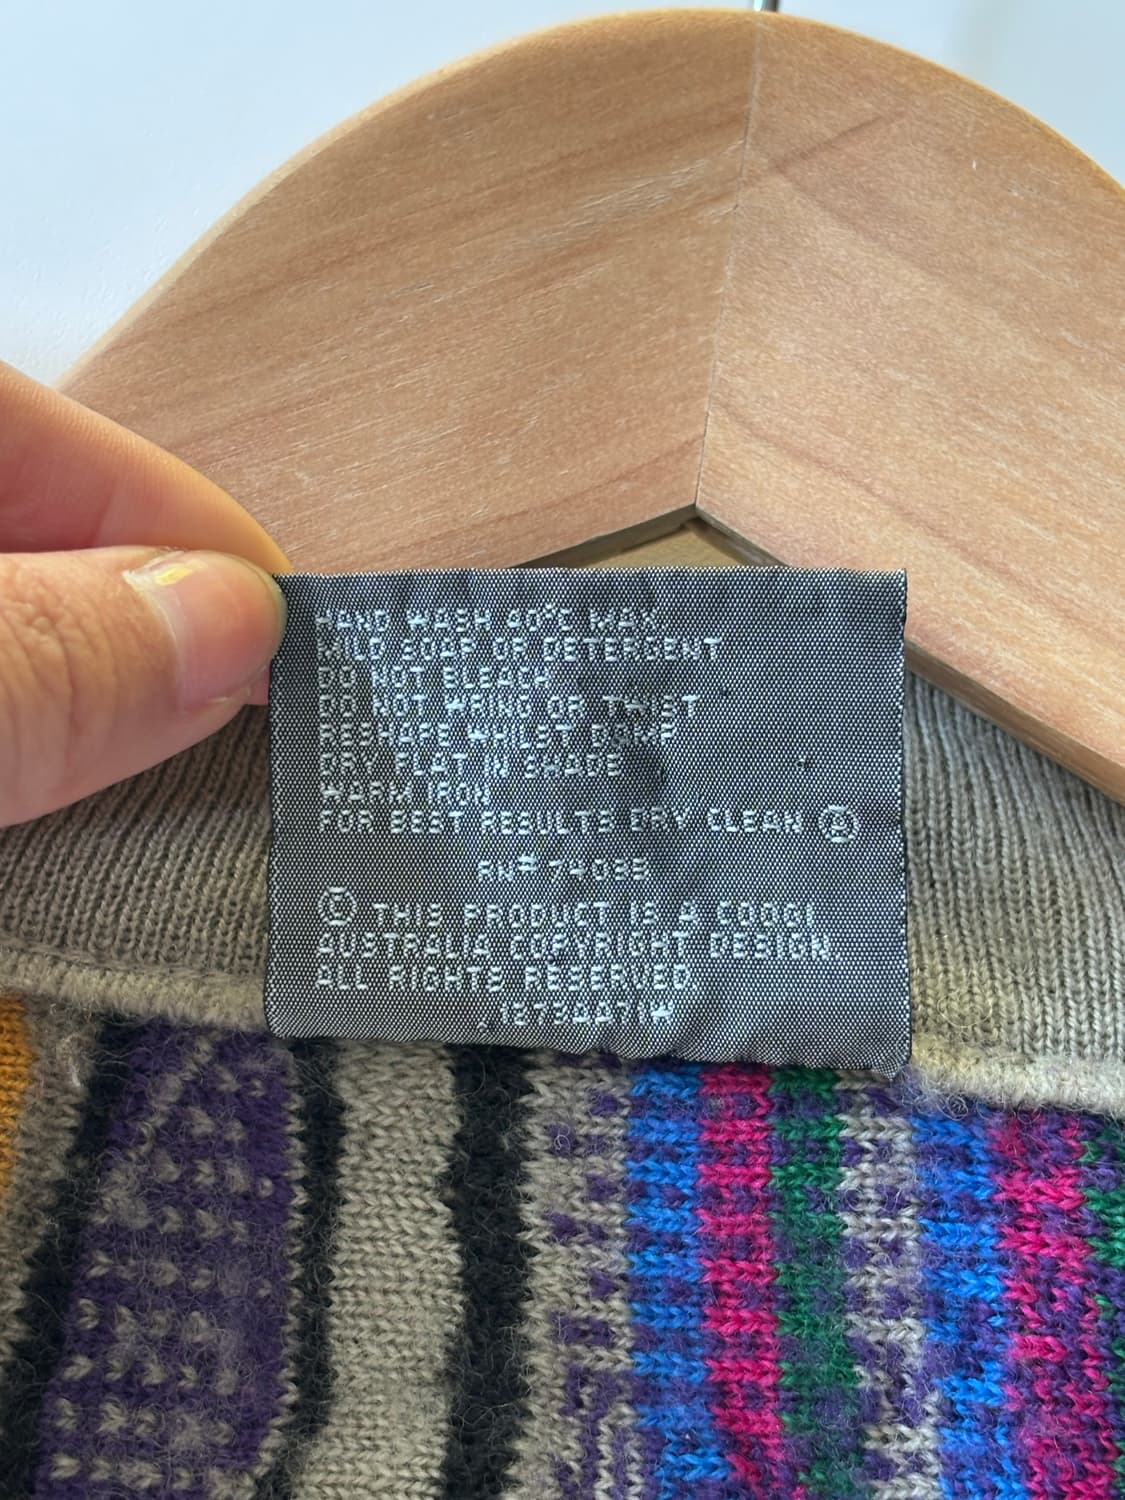 HAND WASH 40°C MAX.
MILD SOAP OR DETERGENT
DO NOT BLEACH
DO NOT WRING OR TWIST
RESHAPE WHILST DAMP
DRY FLAT IN SHADE
WARM IRON
FOR BEST RESULTS DRY CLEAN Ⓟ
RN# 74088
© THIS PRODUCT IS A COOGI
AUSTRALIA COPYRIGHT DESIGN.
ALL RIGHTS RESERVED.